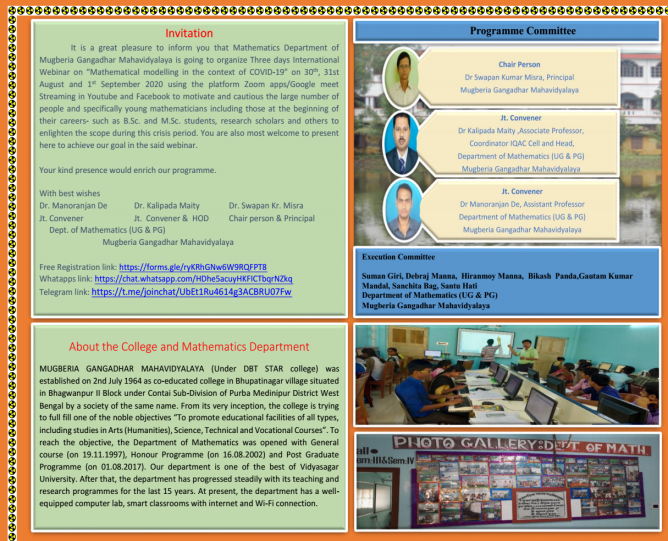 Invitation
It is a great pleasure to inform you that Mathematics Department of
Mugberia Gangadhar Mahavidyalaya is going to organize Three days International
Webinar on "Mathematical modelling in the context of COVID-19" on 30th, 31st
August and 1st September 2020 using the platform Zoom apps/Google meet
Streaming in Youtube and Facebook to motivate and cautious the large number of
people and specifically young mathematicians including those at the beginning of
their careers- such as B.Sc. and M.Sc. students, research scholars and others to
enlighten the scope during this crisis period. You are also most welcome to present
here to achieve our goal in the said webinar.
Your kind presence would enrich our programme.
With best wishes
Dr. Manoranjan De Dr. Kalipada Maity Dr. Swapan Kr. Misra
Jt. Convener Jt. Convener & HOD Chair person & Principal
Dept. of Mathematics (UG & PG)
Mugberia Gangadhar Mahavidyalaya
Free Registration link: https://forms.gle/ryKRhGNw6W9RQFPT8
Whatapps link: https://chat.whatsapp.com/HDhe5acuyHKFICTbqrNZkq
Telegram link: https://t.me/joinchat/UbEt1Ru4614g3ACBRU07Fw
Programme Committee
Chair Person
Dr Swapan Kumar Misra, Principal
Mugberia Gangadhar Mahavidyalaya
Jt. Convener
Dr Kalipada Maity ,Associate Professor,
Coordinator IQAC Cell and Head,
Department of Mathematics (UG & PG)
Mugberia Gangadhar Mahavidyalaya
Jt. Convener
Dr Manoranjan De, Assistant Professor
Department of Mathematics (UG & PG)
Mugberia Gangadhar Mahavidyalaya
Execution Committee
Suman Giri, Debraj Manna, Hiranmoy Manna, Bikash Panda,Gautam Kumar
Mandal, Sanchita Bag, Santu Hati
Department of Mathematics (UG & PG)
Mugberia Gangadhar Mahavidyalaya
About the College and Mathematics Department
MUGBERIA GANGADHAR MAHAVIDYALAYA (Under DBT STAR college) was
established on 2nd July 1964 as co-educated college in Bhupatinagar village situated
in Bhagwanpur II Block under Contai Sub-Division of Purba Medinipur District West
Bengal by a society of the same name. From its very inception, the college is trying
to full fill one of the noble objectives "To promote educational facilities of all types,
including studies in Arts (Humanities), Science, Technical and Vocational Courses". To
reach the objective, the Department of Mathematics was opened with General
course (on 19.11.1997), Honour Programme (on 16.08.2002) and Post Graduate
Programme (on 01.08.2017). Our department is one of the best of Vidyasagar
University. After that, the department has progressed steadily with its teaching and
research programmes for the last 15 years. At present, the department has a well-
equipped computer lab, smart classrooms with internet and Wi-Fi connection.
PHOTO GALLERY:DEPT OF MATH.
em-III&Sem-IV